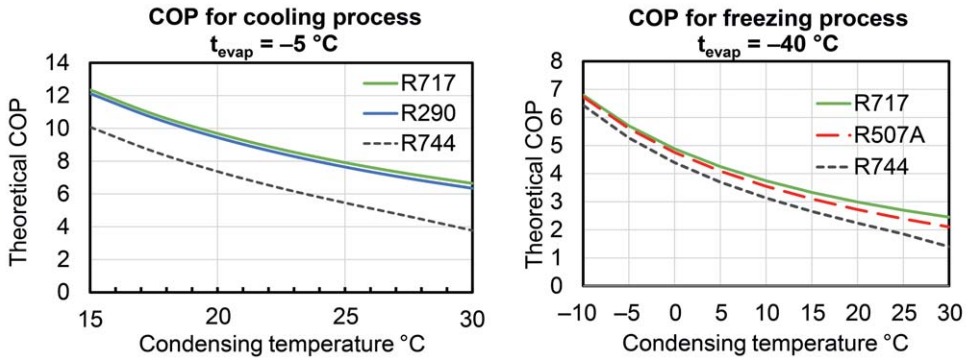 COP for cooling process
t_evap = –5 °C
Theoretical COP
14
12
10
8
6
4
2
0
R717
R290
R744
15
20
25
30
Condensing temperature °C
COP for freezing process
t_evap = –40 °C
Theoretical COP
8
7
6
5
4
3
2
1
0
R717
R507A
R744
–10
–5
0
5
10
15
20
25
30
Condensing temperature °C